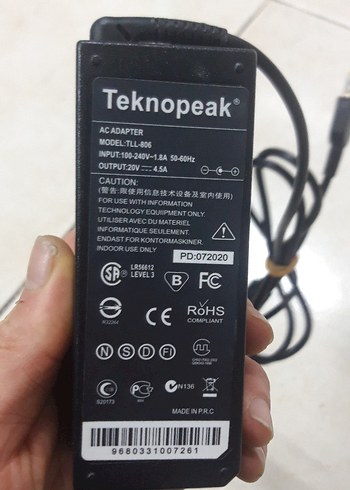 Teknopeak®
AC ADAPTER
MODEL:TLL-806
INPUT:100-240V~1.8A 50-60Hz
OUTPUT:20V ⎓ 4.5A
CAUTION:
(警告:限使用信息技术设备及室内使用)
FOR USE WITH INFORMATION
TECHNOLOGY EQUIPMENT ONLY.
UTILISER AVEC DU MATERIEL
INFORMATIQUE SEULEMENT.
ENDAST FOR KONTORMASKINER.
INDOOR USE ONLY
PD:072020
SA LR56612
LEVEL 3
B
FC
CE
RoHS
COMPLIANT
N S D FI
S20173
N136
MADE IN P.R.C
9680331007261